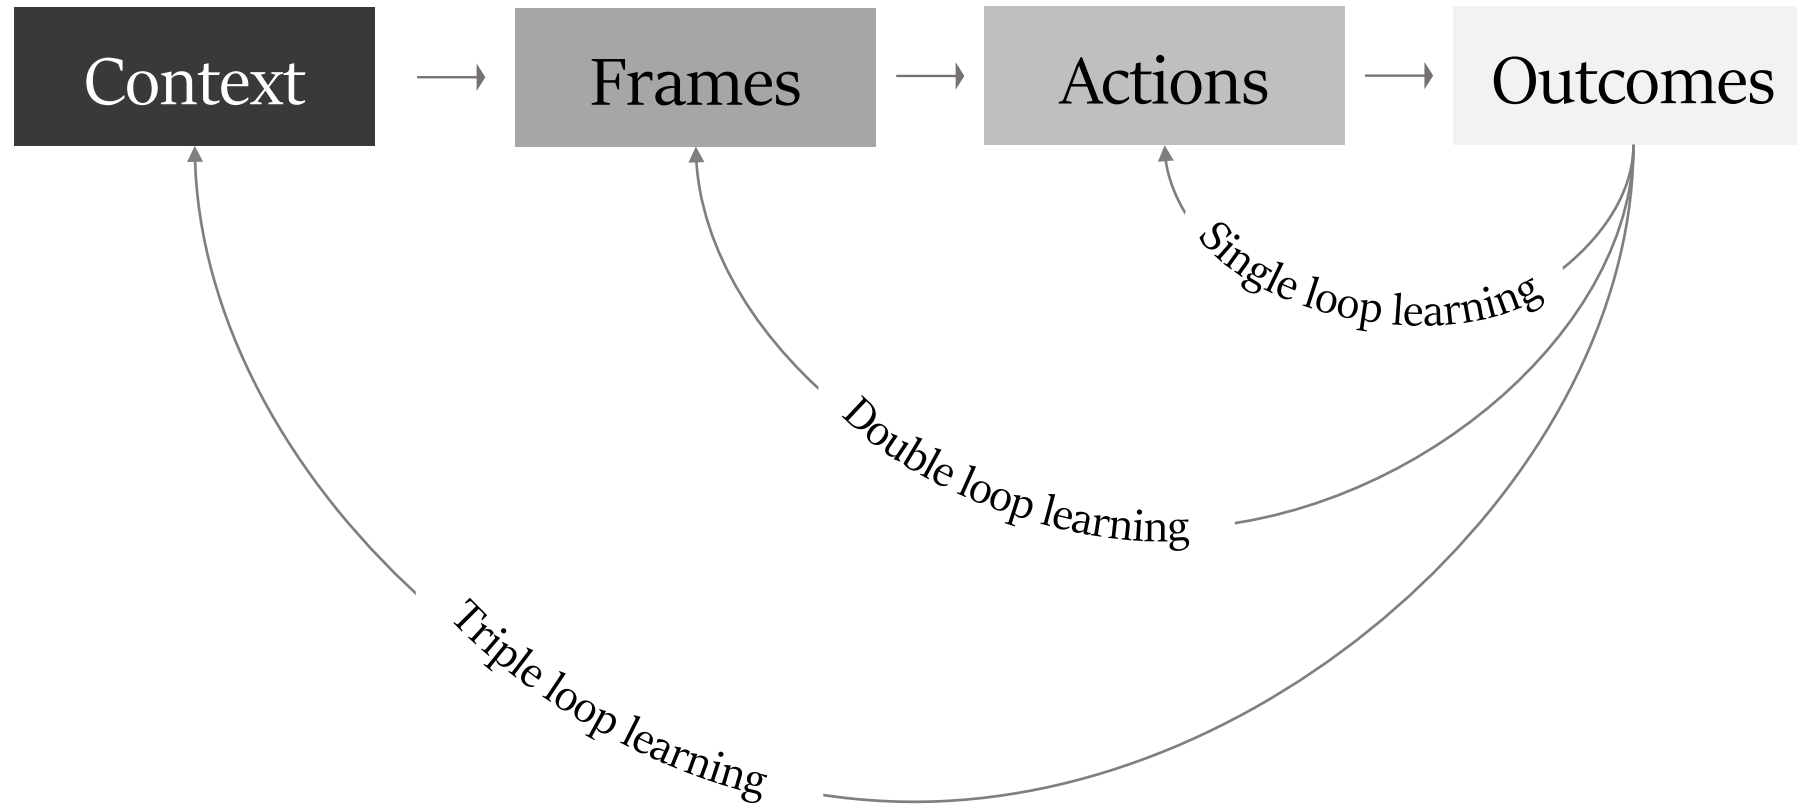 Context
Frames
Actions
Outcomes
Single loop learning
Double loop learning
Triple loop learning